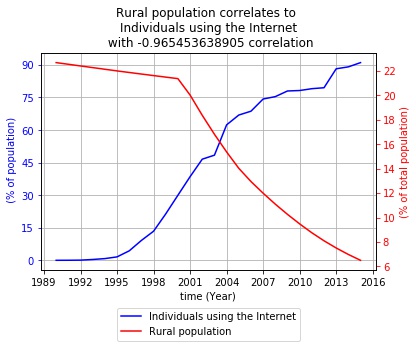 Rural population correlates to
Individuals using the Internet
with -0.965453638905 correlation
90
75
60
45
30
15
0
(% of population)
22
20
18
16
14
12
10
8
6
(% of total population)
1989 1992 1995 1998 2001 2004 2007 2010 2013 2016
time (Year)
Individuals using the Internet
Rural population